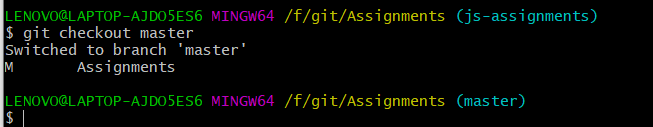 LENOVO@LAPTOP-AJDO5ES6 MINGW64 /f/git/Assignments (js-assignments)
$ git checkout master
Switched to branch 'master'
M       Assignments
LENOVO@LAPTOP-AJDO5ES6 MINGW64 /f/git/Assignments (master)
$